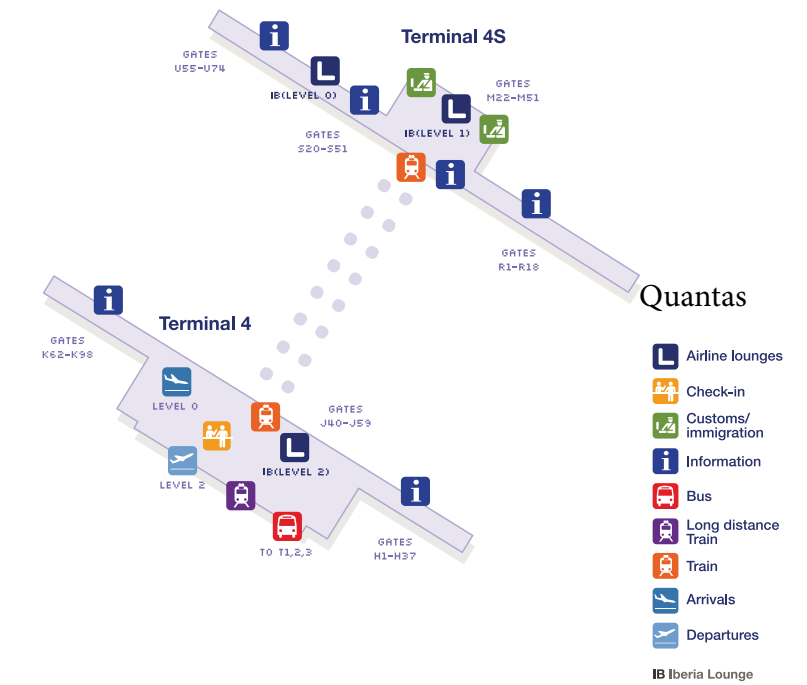 Terminal 4S
GATES
U55-U74
IB(LEVEL 0)
GATES
M22-M51
IB(LEVEL 1)
GATES
S20-S51
GATES
R1-R18
Quantas
Terminal 4
GATES
K62-K98
LEVEL 0
GATES
J40-J59
IB(LEVEL 2)
LEVEL 2
TO T1,2,3
GATES
H1-H37
Airline lounges
Check-in
Customs/
immigration
Information
Bus
Long distance
Train
Train
Arrivals
Departures
IB Iberia Lounge